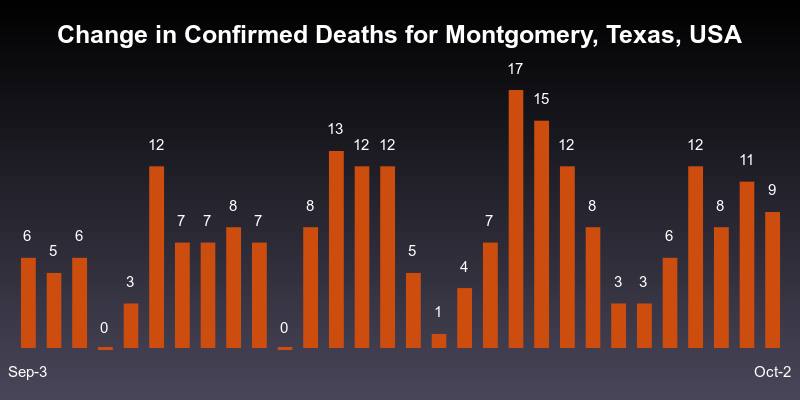 Change in Confirmed Deaths for Montgomery, Texas, USA
6 5 6 0 3 12 7 7 8 7 0 8 13 12 12 5 1 4 7 17 15 12 8 3 3 6 12 8 11 9
Sep-3 Oct-2